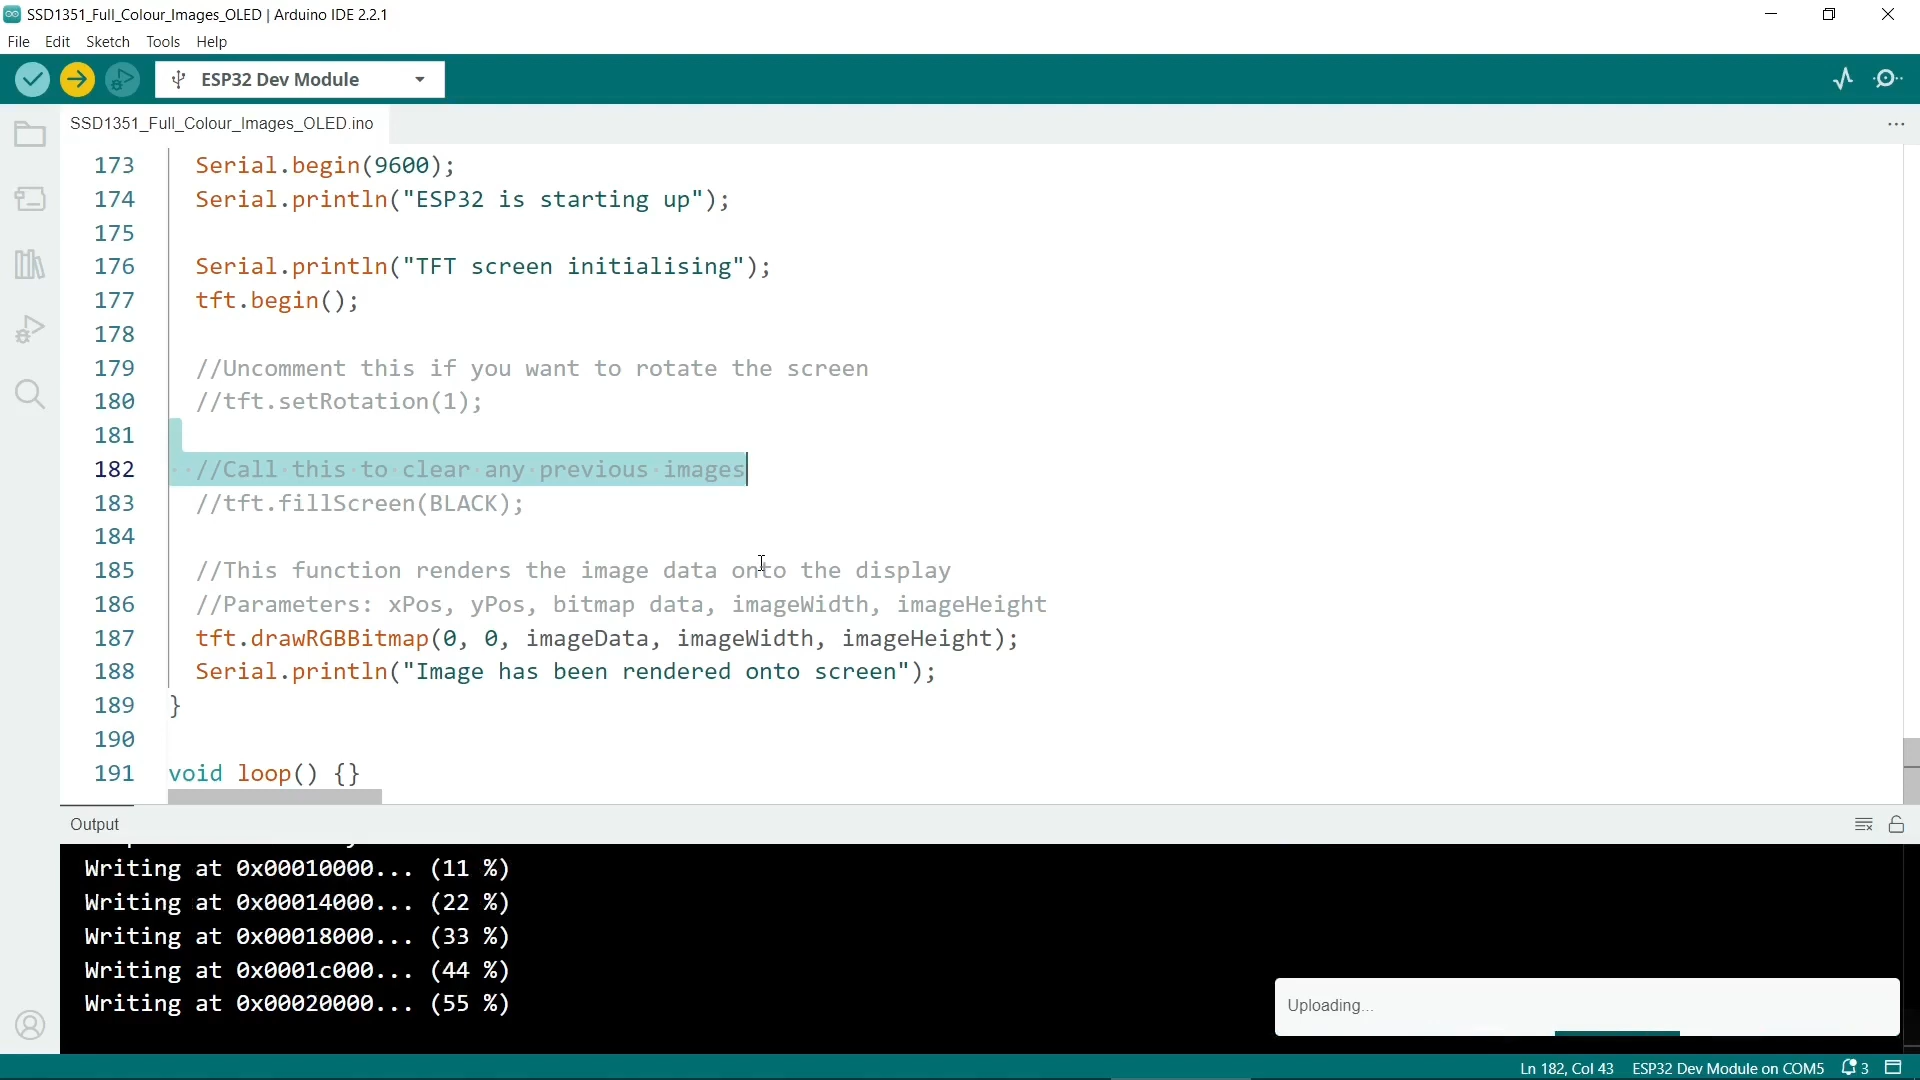 SSD1351_Full_Colour_Images_OLED | Arduino IDE 2.2.1
File Edit Sketch Tools Help
ESP32 Dev Module
SSD1351_Full_Colour_Images_OLED.ino
173 Serial.begin(9600);
174 Serial.println("ESP32 is starting up");
175
176 Serial.println("TFT screen initialising");
177 tft.begin();
178
179 //Uncomment this if you want to rotate the screen
180 //tft.setRotation(1);
181
182 //Call this to clear any previous images
183 //tft.fillScreen(BLACK);
184
185 //This function renders the image data onto the display
186 //Parameters: xPos, yPos, bitmap data, imageWidth, imageHeight
187 tft.drawRGBBitmap(0, 0, imageData, imageWidth, imageHeight);
188 Serial.println("Image has been rendered onto screen");
189 }
190
191 void loop() {}
Output
Writing at 0x00010000... (11 %)
Writing at 0x00014000... (22 %)
Writing at 0x00018000... (33 %)
Writing at 0x0001c000... (44 %)
Writing at 0x00020000... (55 %)
Uploading...
Ln 182, Col 43 ESP32 Dev Module on COM5 3